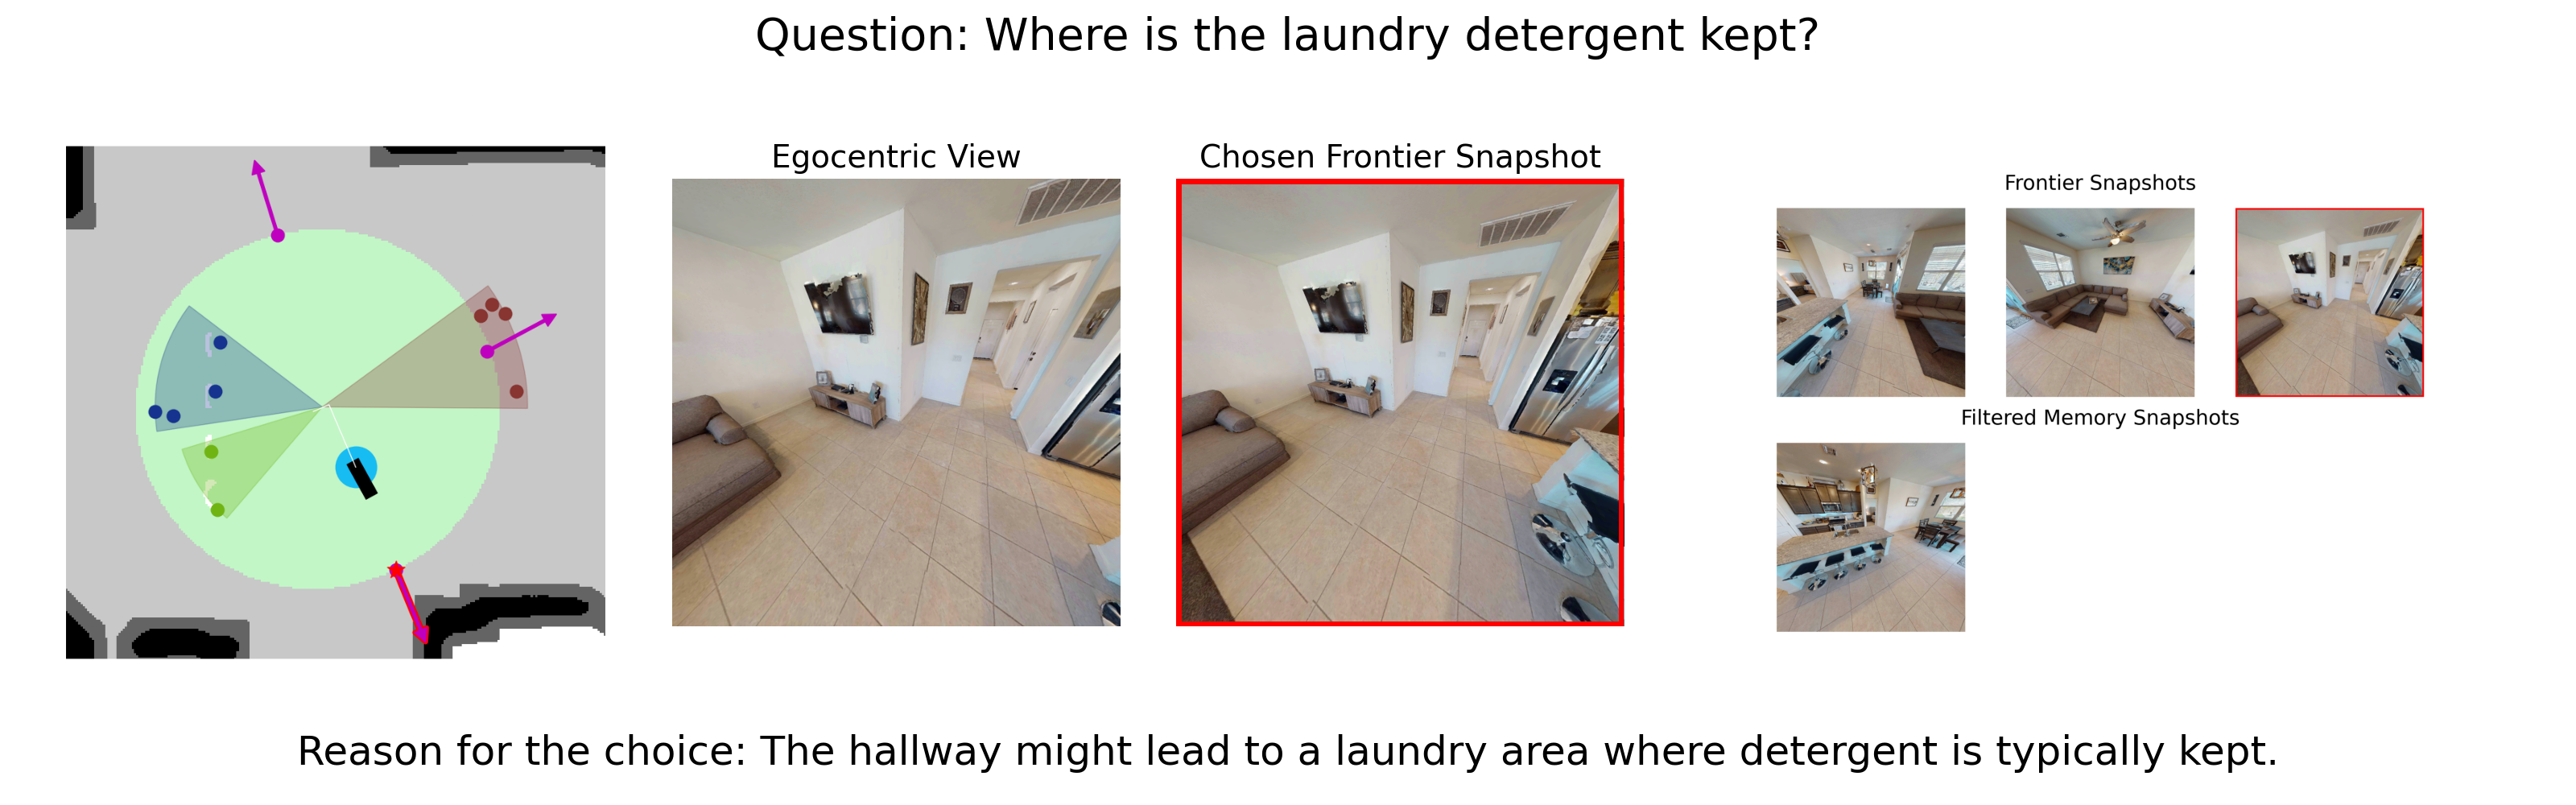 Question: Where is the laundry detergent kept?
Egocentric View
Chosen Frontier Snapshot
Frontier Snapshots
Filtered Memory Snapshots
Reason for the choice: The hallway might lead to a laundry area where detergent is typically kept.